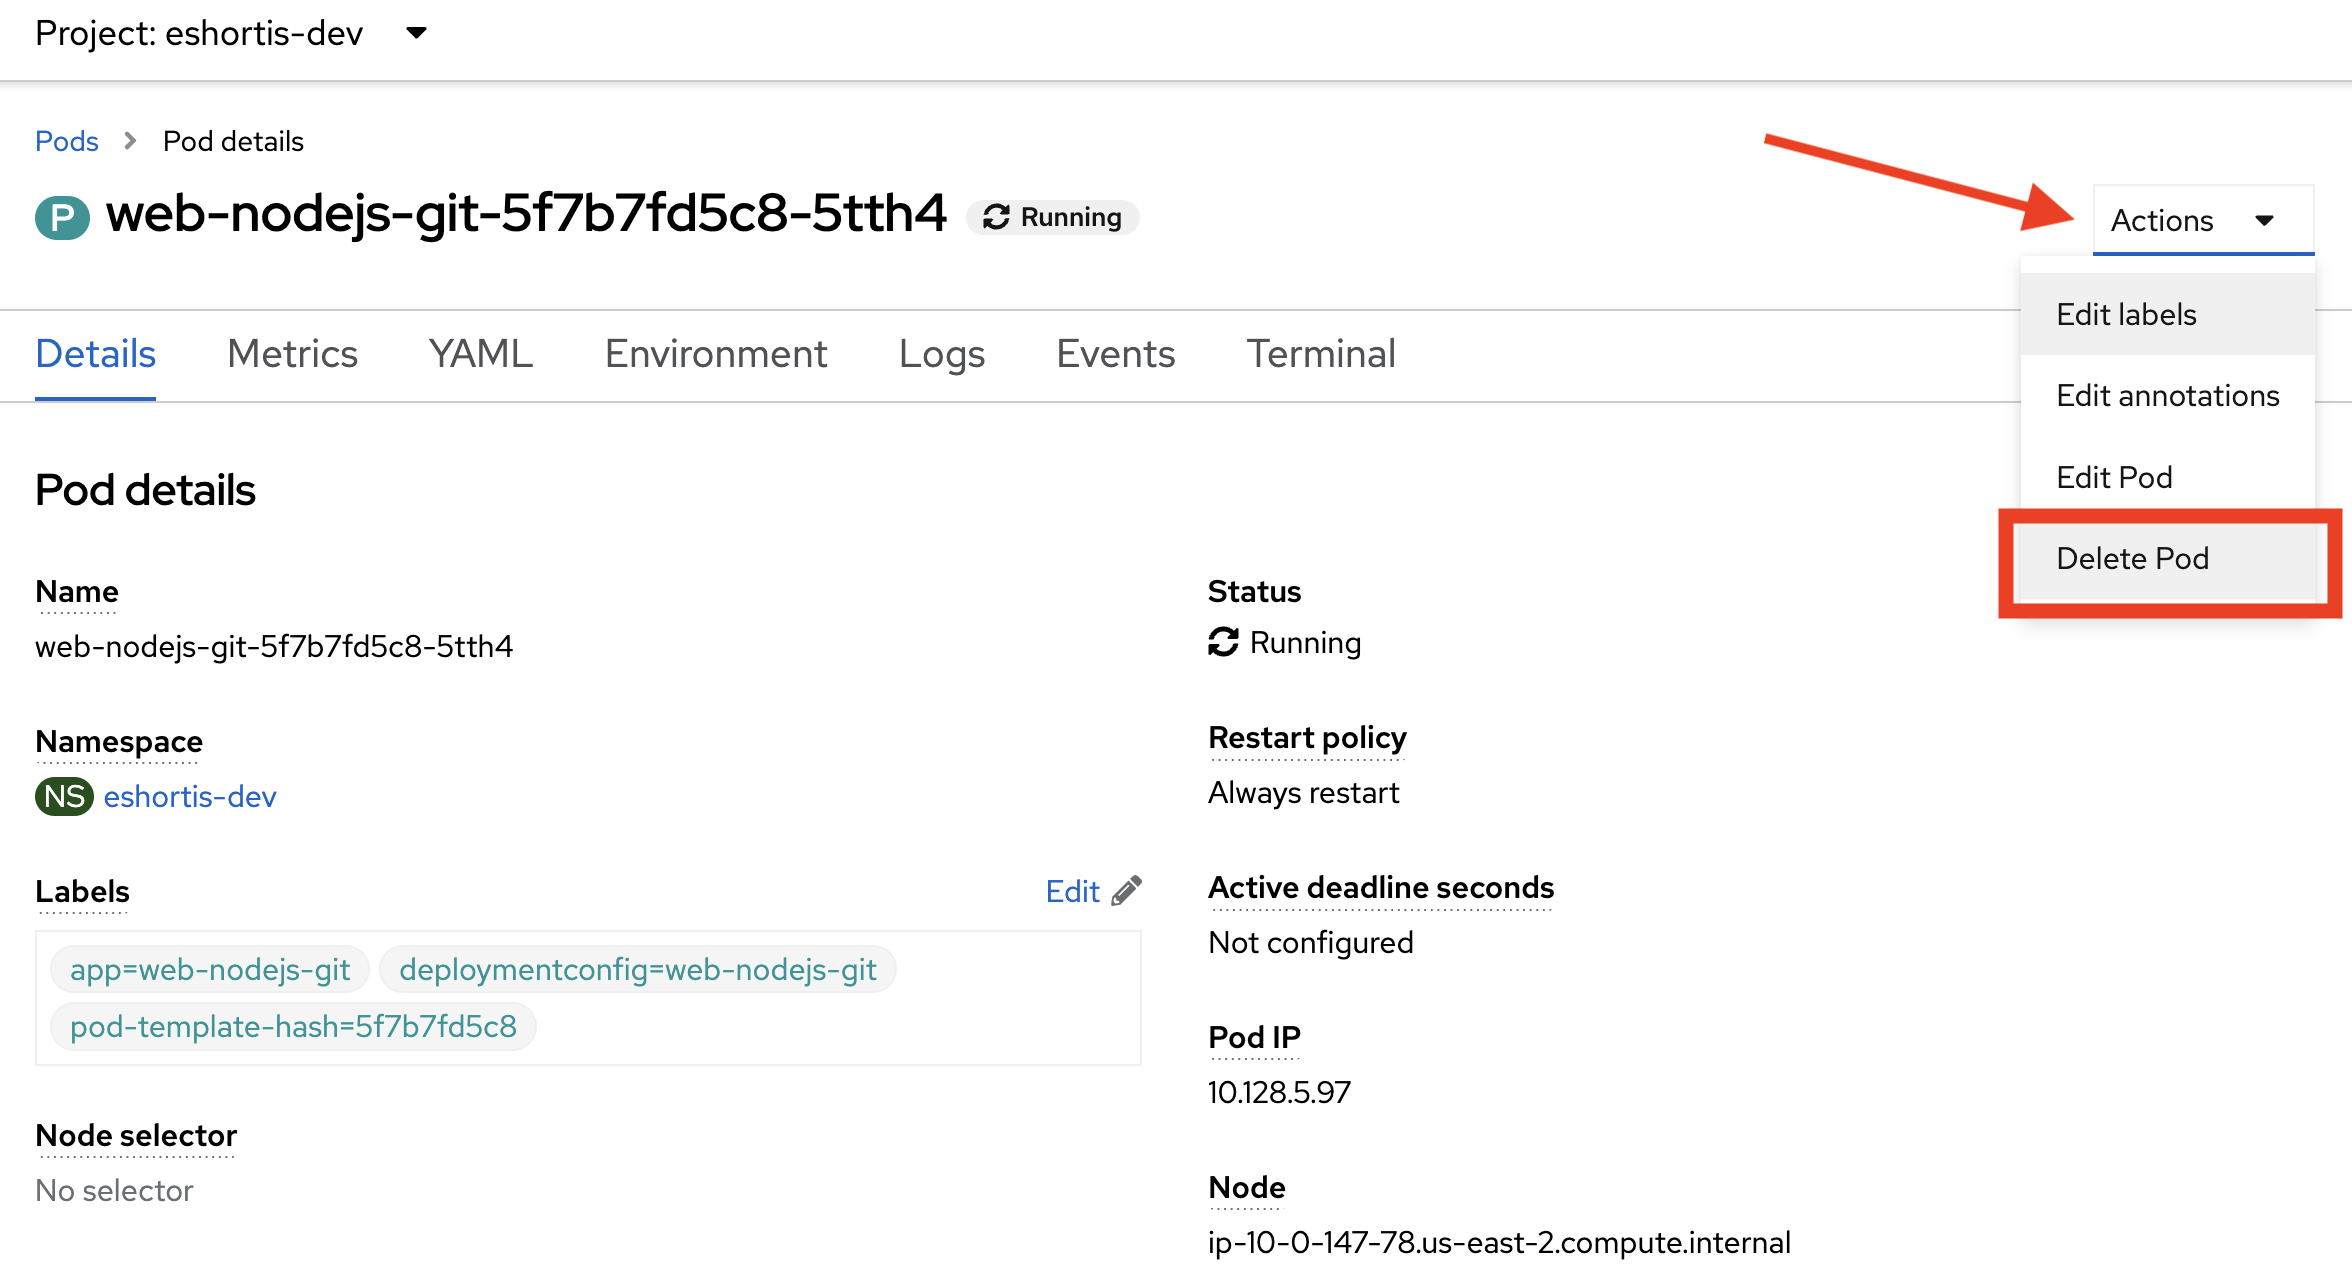 Project: eshortis-dev
Pods > Pod details
P web-nodejs-git-5f7b7fd5c8-5tth4 Running
Actions
Edit labels
Edit annotations
Edit Pod
Delete Pod
Details Metrics YAML Environment Logs Events Terminal
Pod details
Name
web-nodejs-git-5f7b7fd5c8-5tth4
Namespace
NS eshortis-dev
Labels Edit
app=web-nodejs-git deploymentconfig=web-nodejs-git
pod-template-hash=5f7b7fd5c8
Node selector
No selector
Status
Running
Restart policy
Always restart
Active deadline seconds
Not configured
Pod IP
10.128.5.97
Node
ip-10-0-147-78.us-east-2.compute.internal